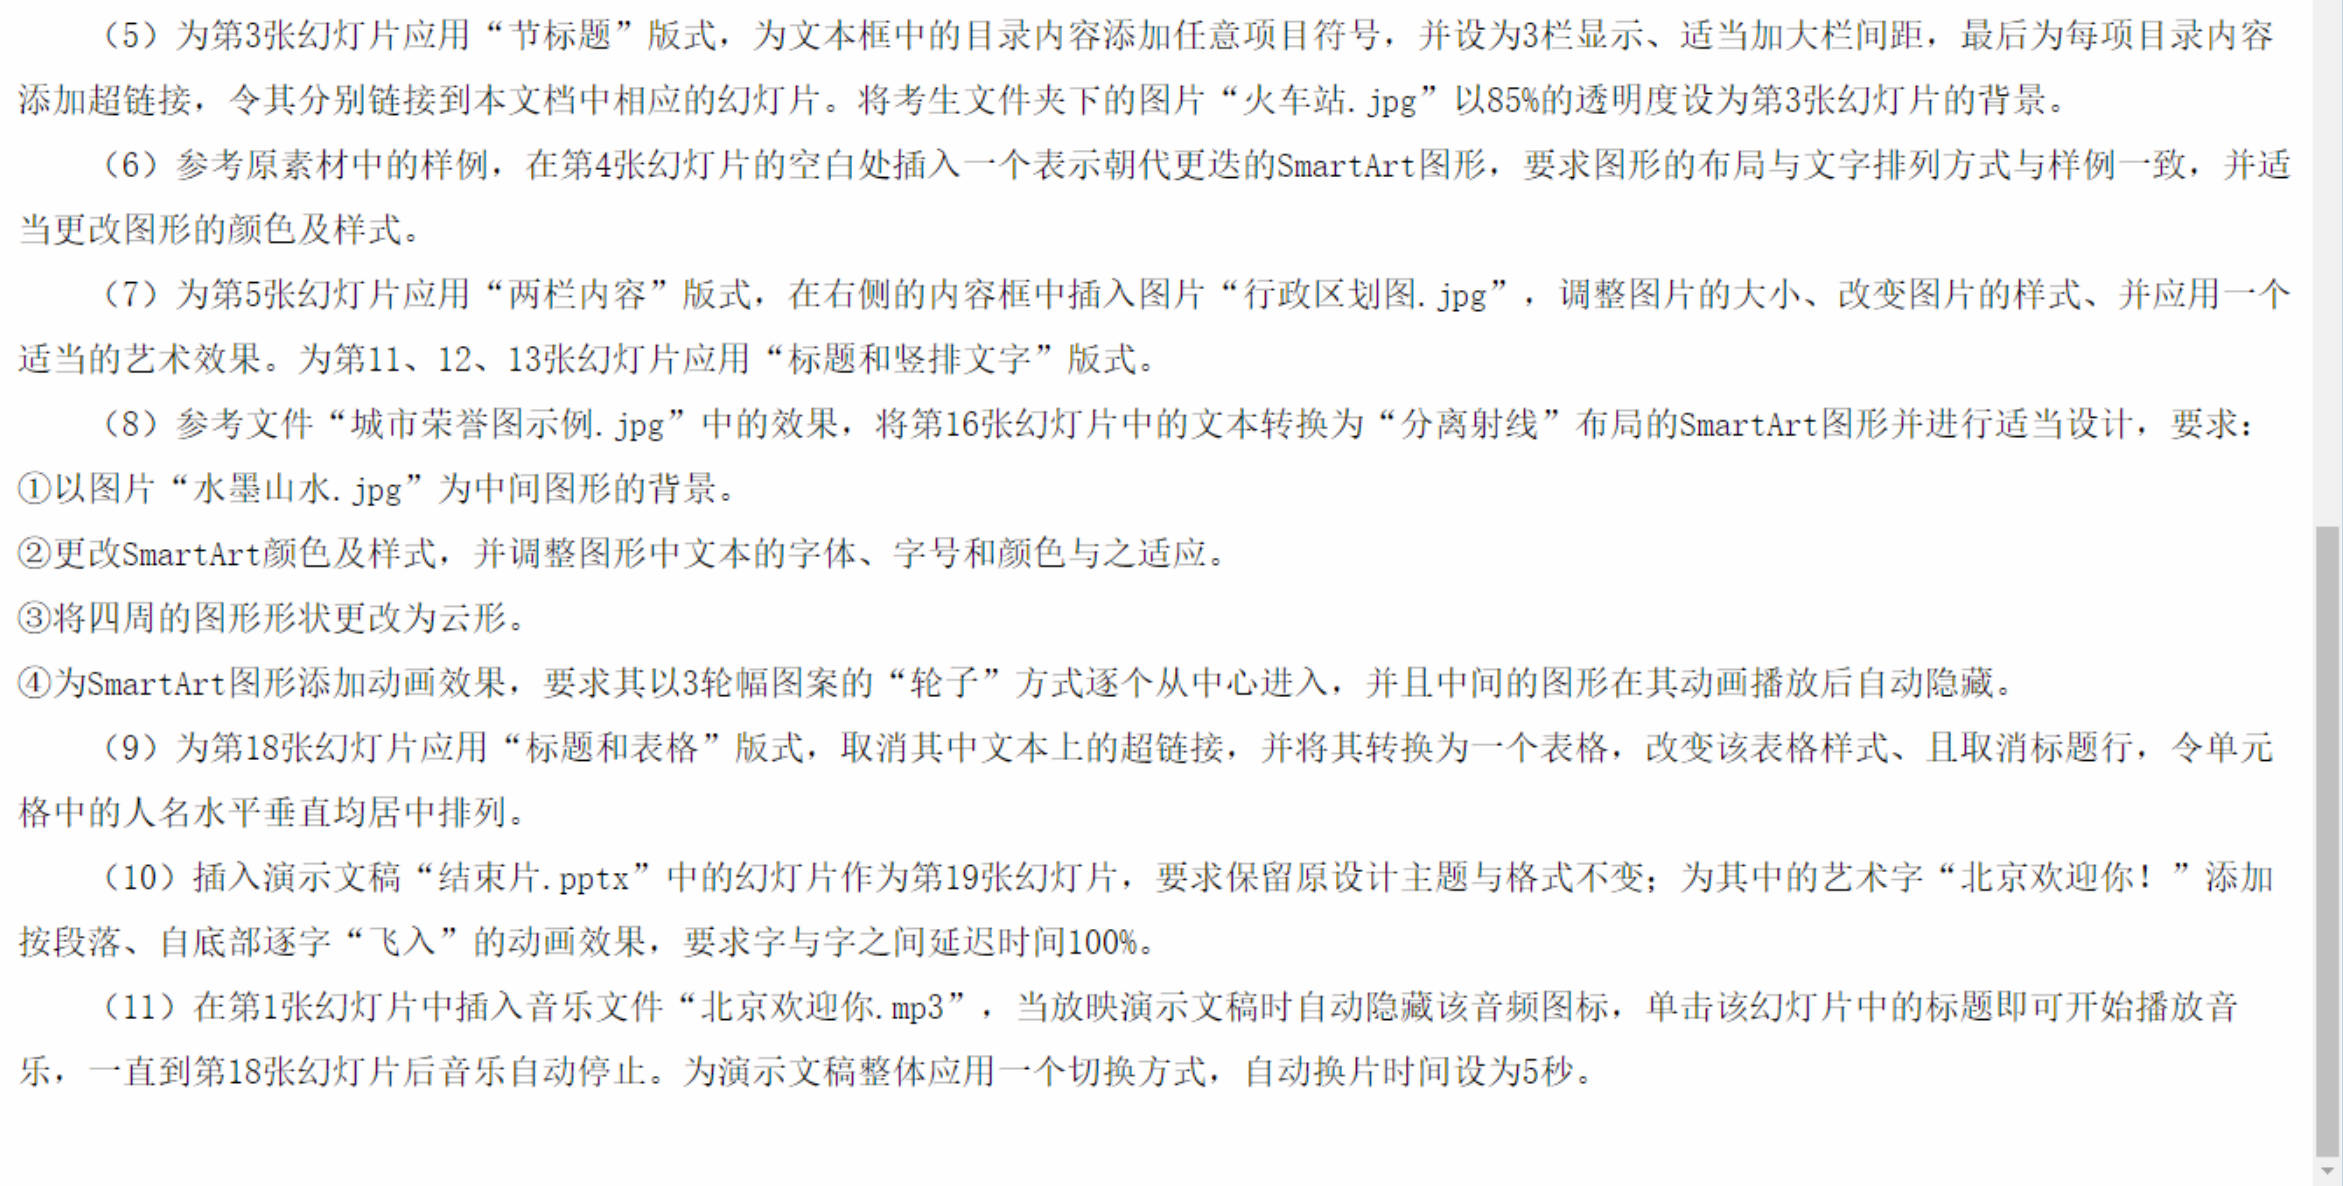 （5）为第3张幻灯片应用“节标题”版式，为文本框中的目录内容添加任意项目符号，并设为3栏显示、适当加大栏间距，最后为每项目录内容
添加超链接，令其分别链接到本文档中相应的幻灯片。将考生文件夹下的图片“火车站.jpg”以85%的透明度设为第3张幻灯片的背景。
（6）参考原素材中的样例，在第4张幻灯片的空白处插入一个表示朝代更迭的SmartArt图形，要求图形的布局与文字排列方式与样例一致，并适
当更改图形的颜色及样式。
（7）为第5张幻灯片应用“两栏内容”版式，在右侧的内容框中插入图片“行政区划图.jpg”，调整图片的大小、改变图片的样式、并应用一个
适当的艺术效果。为第11、12、13张幻灯片应用“标题和竖排文字”版式。
（8）参考文件“城市荣誉图示例.jpg”中的效果，将第16张幻灯片中的文本转换为“分离射线”布局的SmartArt图形并进行适当设计，要求：
①以图片“水墨山水.jpg”为中间图形的背景。
②更改SmartArt颜色及样式，并调整图形中文本的字体、字号和颜色与之适应。
③将四周的图形形状更改为云形。
④为SmartArt图形添加动画效果，要求其以3轮幅图案的“轮子”方式逐个从中心进入，并且中间的图形在其动画播放后自动隐藏。
（9）为第18张幻灯片应用“标题和表格”版式，取消其中文本上的超链接，并将其转换为一个表格，改变该表格样式、且取消标题行，令单元
格中的人名水平垂直均居中排列。
（10）插入演示文稿“结束片.pptx”中的幻灯片作为第19张幻灯片，要求保留原设计主题与格式不变；为其中的艺术字“北京欢迎你！”添加
按段落、自底部逐字“飞入”的动画效果，要求字与字之间延迟时间100%。
（11）在第1张幻灯片中插入音乐文件“北京欢迎你.mp3”，当放映演示文稿时自动隐藏该音频图标，单击该幻灯片中的标题即可开始播放音
乐，一直到第18张幻灯片后音乐自动停止。为演示文稿整体应用一个切换方式，自动换片时间设为5秒。